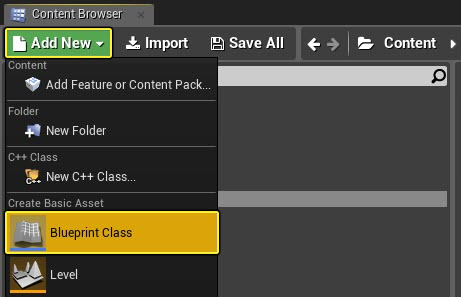 Content Browser
Add New Import Save All Content
Content
Add Feature or Content Pack...
Folder
New Folder
C++ Class
New C++ Class...
Create Basic Asset
Blueprint Class
Level